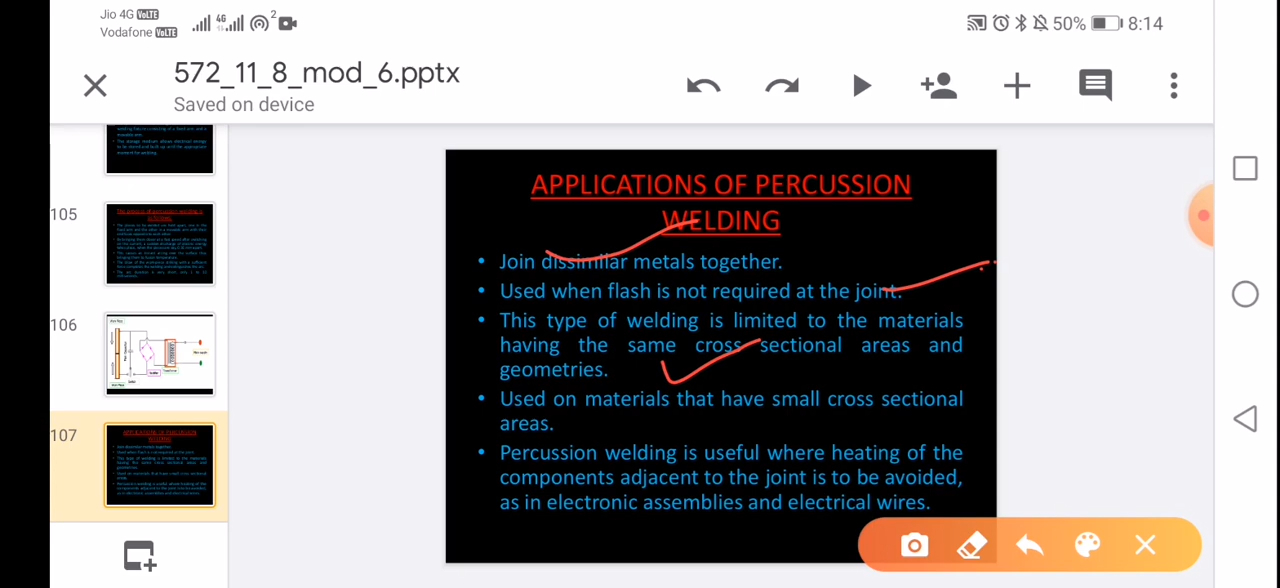 Jio 4G VoLTE
Vodafone VoLTE
4G
2
50%
8:14
572_11_8_mod_6.pptx
Saved on device
105
106
107
APPLICATIONS OF PERCUSSION
WELDING
• Join dissimilar metals together.
• Used when flash is not required at the joint.
• This type of welding is limited to the materials
having the same cross sectional areas and
geometries.
• Used on materials that have small cross sectional
areas.
• Percussion welding is useful where heating of the
components adjacent to the joint is to be avoided,
as in electronic assemblies and electrical wires.